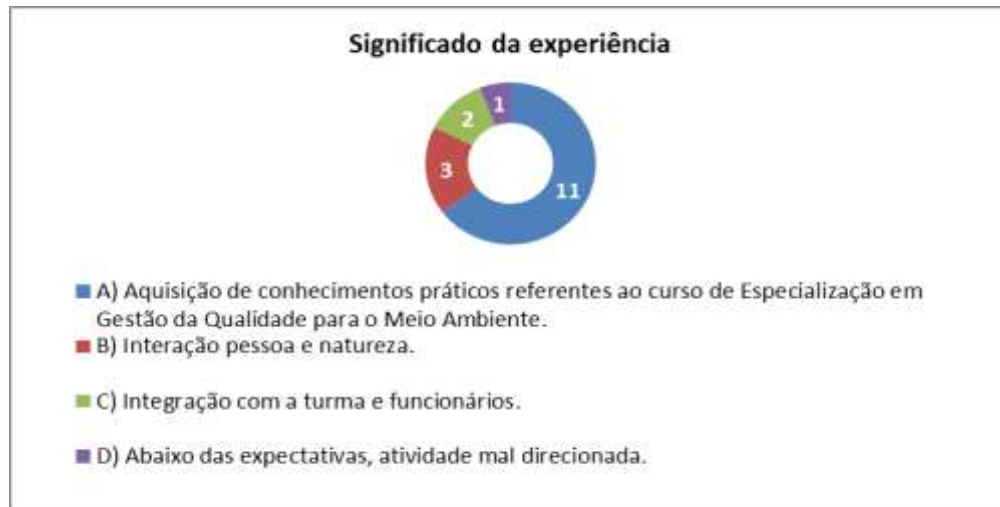 Significado da experiência
1
2
3
11
A) Aquisição de conhecimentos práticos referentes ao curso de Especialização em
Gestão da Qualidade para o Meio Ambiente.
B) Interação pessoa e natureza.
C) Integração com a turma e funcionários.
D) Abaixo das expectativas, atividade mal direcionada.